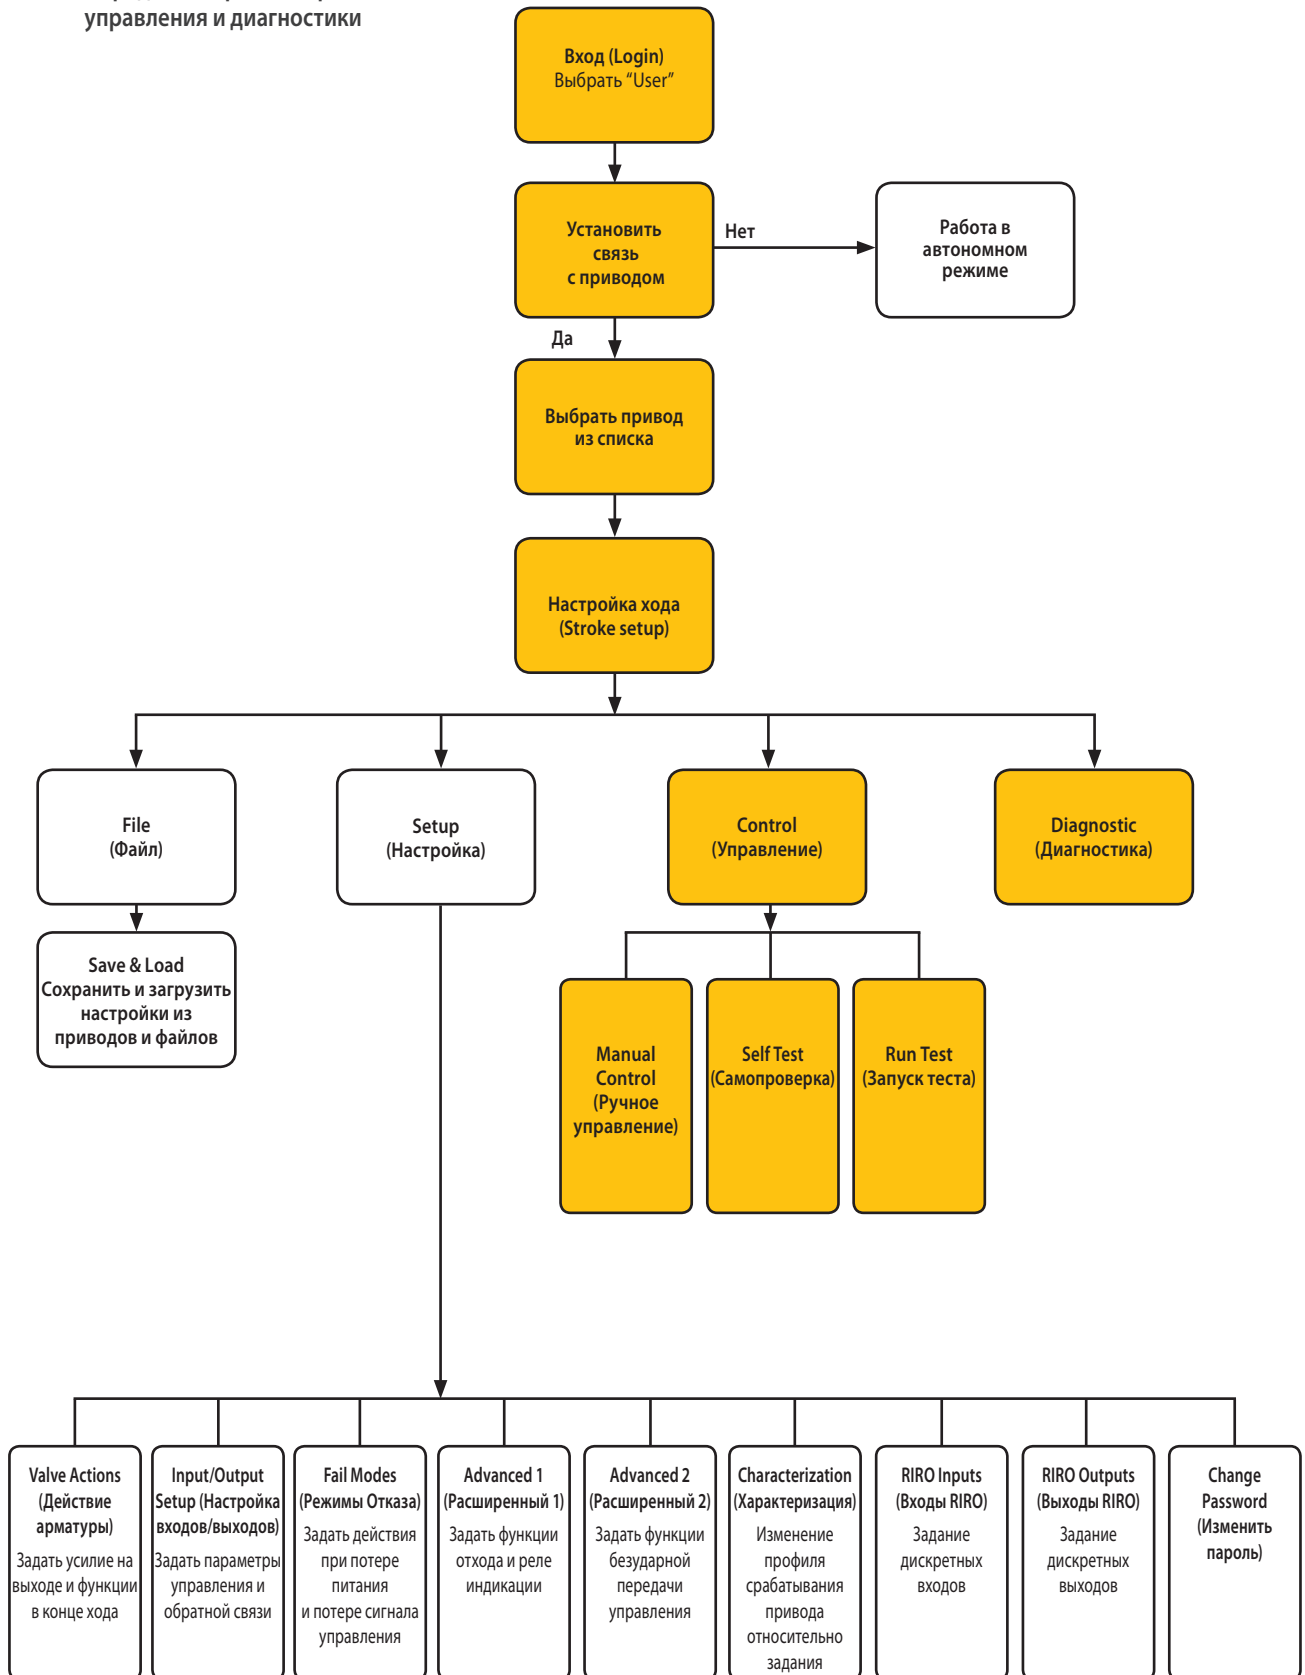 управления и диагностики
Вход (Login)
Выбрать “User”
Установить
связь
с приводом
Нет
Работа в
автономном
режиме
Да
Выбрать привод
из списка
Настройка хода
(Stroke setup)
File
(Файл)
Setup
(Настройка)
Control
(Управление)
Diagnostic
(Диагностика)
Save & Load
Сохранить и загрузить
настройки из
приводов и файлов
Manual
Control
(Ручное
управление)
Self Test
(Самопроверка)
Run Test
(Запуск теста)
Valve Actions
(Действие
арматуры)
Задать усилие на
выходе и функции
в конце хода
Input/Output
Setup (Настройка
входов/выходов)
Задать параметры
управления и
обратной связи
Fail Modes
(Режимы Отказа)
Задать действия
при потере
питания
и потере сигнала
управления
Advanced 1
(Расширенный 1)
Задать функции
отхода и реле
индикации
Advanced 2
(Расширенный 2)
Задать функции
безударной
передачи
управления
Characterization
(Характеризация)
Изменение
профиля
срабатывания
привода
относительно
задания
RIRO Inputs
(Входы RIRO)
Задание
дискретных
входов
RIRO Outputs
(Выходы RIRO)
Задание
дискретных
выходов
Change
Password
(Изменить
пароль)